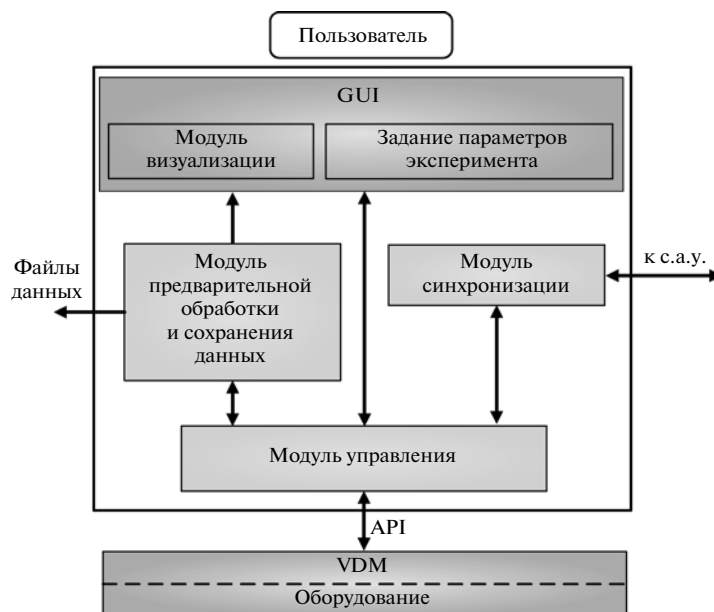 Пользователь
GUI
Модуль
визуализации
Задание параметров
эксперимента
Файлы
данных
Модуль
предварительной
обработки
и сохранения
данных
Модуль
синхронизации
к с.а.у.
Модуль управления
API
VDM
Оборудование